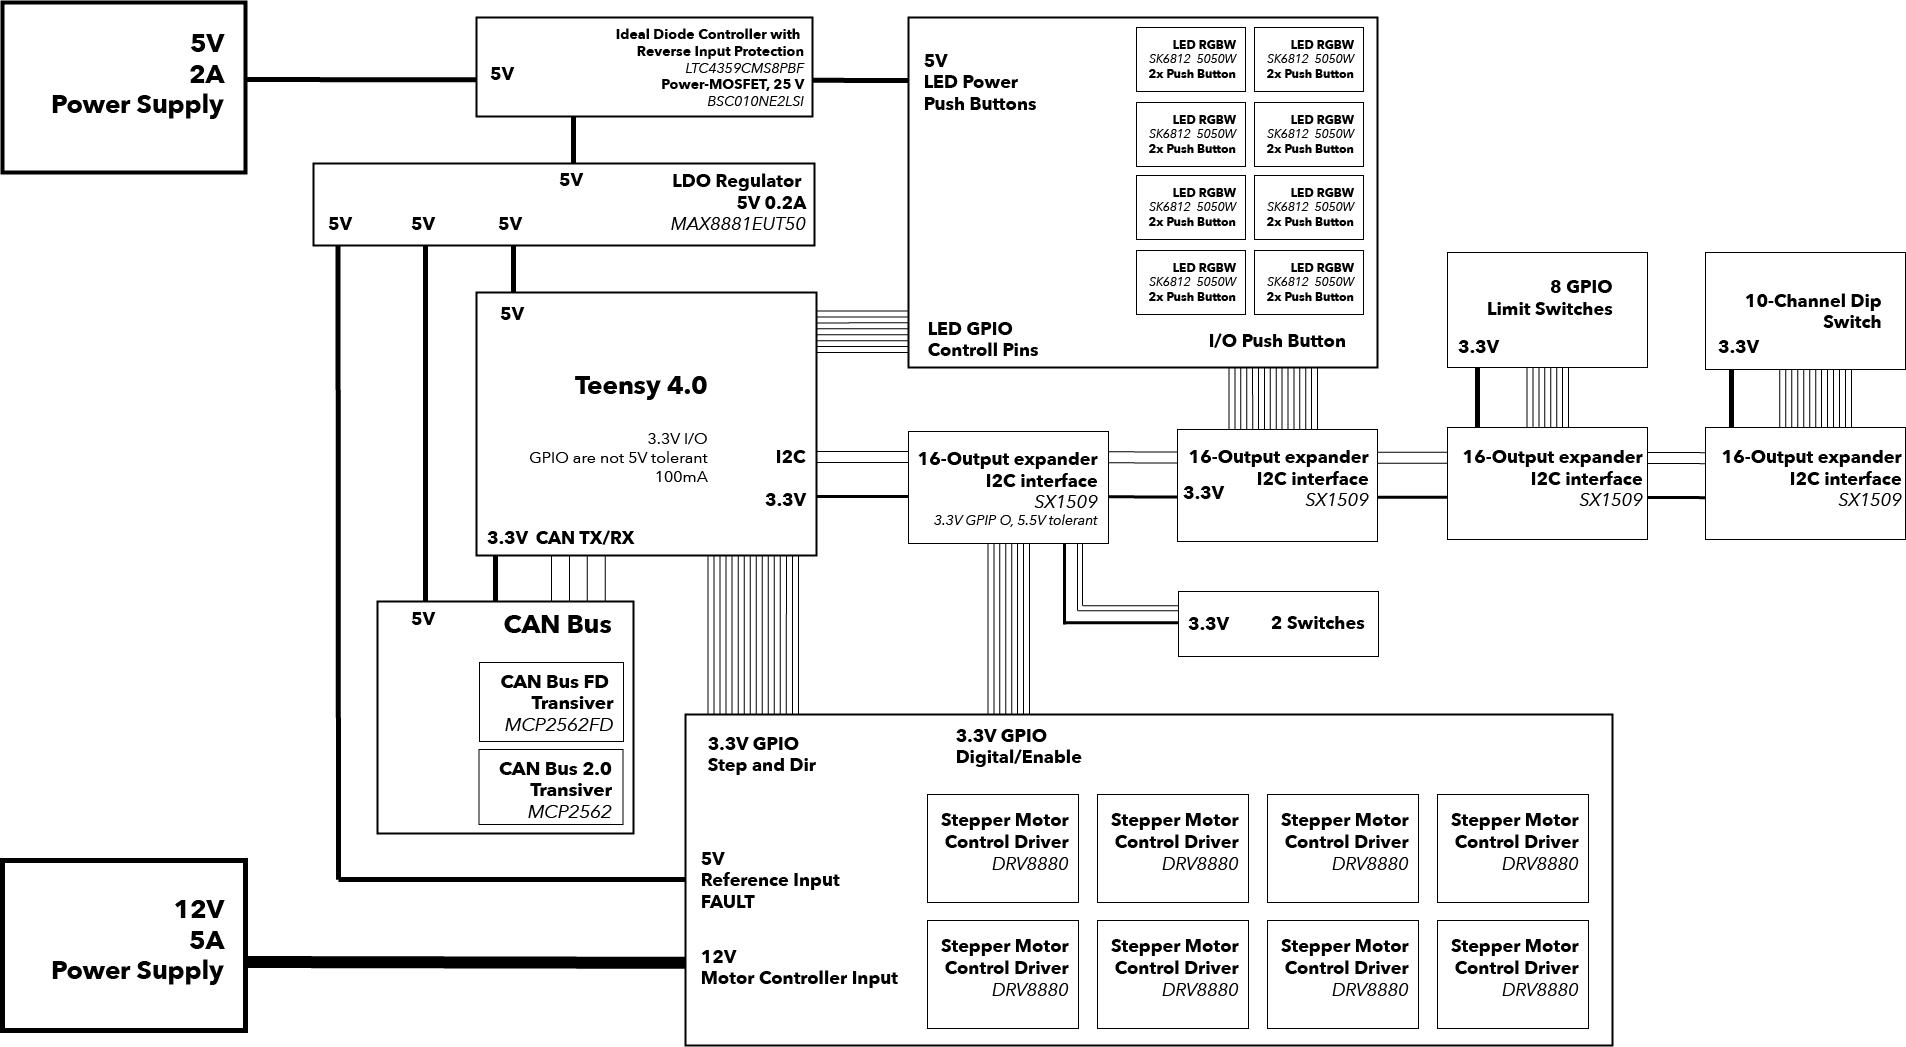 5V
2A
Power Supply
5V
Ideal Diode Controller with
Reverse Input Protection
LTC4359CMS8PBF
Power-MOSFET, 25 V
BSC010NE2LSI
5V
LED Power
Push Buttons
LED RGBW
SK6812 5050W
2x Push Button
LED RGBW
SK6812 5050W
2x Push Button
LED RGBW
SK6812 5050W
2x Push Button
LED RGBW
SK6812 5050W
2x Push Button
LED RGBW
SK6812 5050W
2x Push Button
LED RGBW
SK6812 5050W
2x Push Button
LED RGBW
SK6812 5050W
2x Push Button
LED RGBW
SK6812 5050W
2x Push Button
LED GPIO
Controll Pins
I/O Push Button
5V
LDO Regulator
5V 0.2A
MAX8881EUT50
5V
5V
5V
5V
Teensy 4.0
3.3V I/O
GPIO are not 5V tolerant
100mA
I2C
3.3V
3.3V CAN TX/RX
8 GPIO
Limit Switches
3.3V
10-Channel Dip
Switch
3.3V
16-Output expander
I2C interface
SX1509
3.3V GPIP O, 5.5V tolerant
16-Output expander
I2C interface
3.3V
SX1509
16-Output expander
I2C interface
SX1509
16-Output expander
I2C interface
SX1509
3.3V
2 Switches
5V
CAN Bus
CAN Bus FD
Transiver
MCP2562FD
CAN Bus 2.0
Transiver
MCP2562
12V
5A
Power Supply
3.3V GPIO
Step and Dir
3.3V GPIO
Digital/Enable
5V
Reference Input
FAULT
12V
Motor Controller Input
Stepper Motor
Control Driver
DRV8880
Stepper Motor
Control Driver
DRV8880
Stepper Motor
Control Driver
DRV8880
Stepper Motor
Control Driver
DRV8880
Stepper Motor
Control Driver
DRV8880
Stepper Motor
Control Driver
DRV8880
Stepper Motor
Control Driver
DRV8880
Stepper Motor
Control Driver
DRV8880